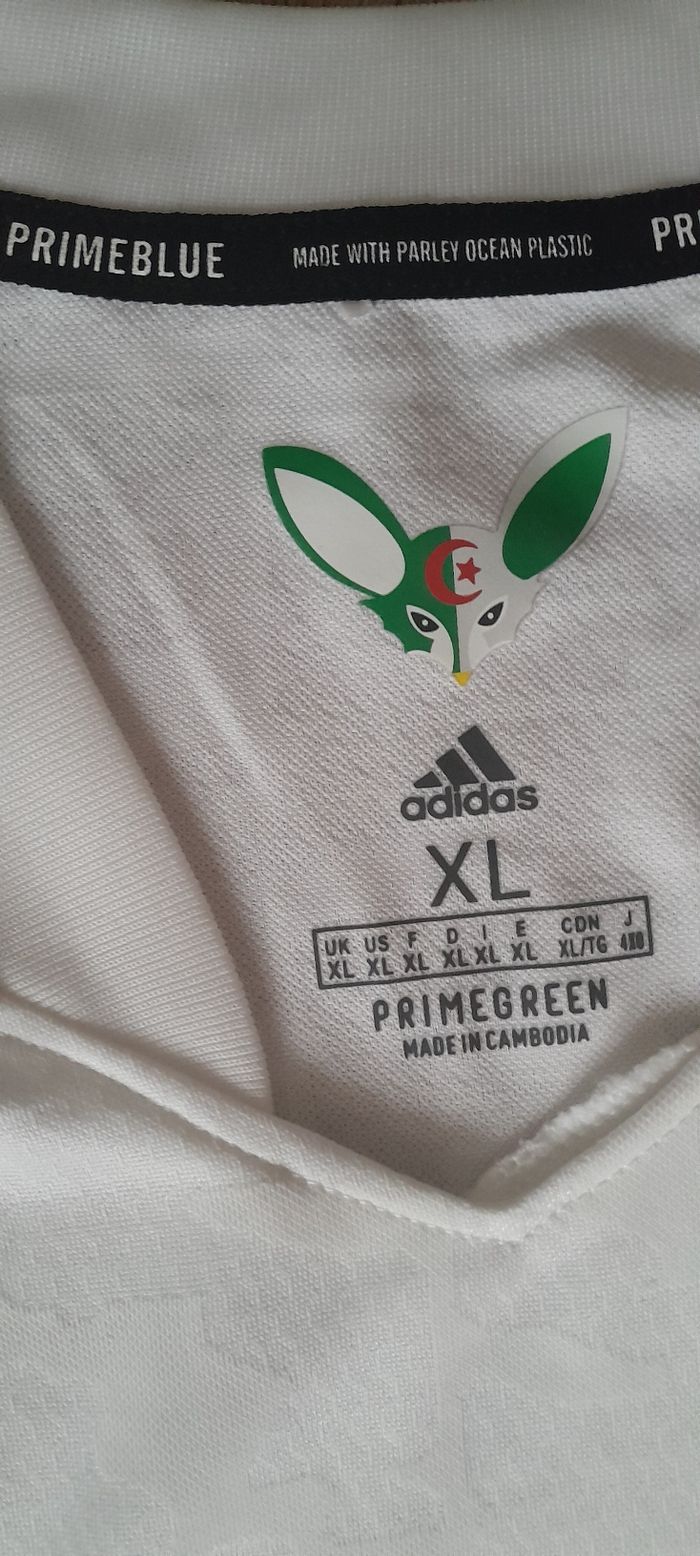 PRIMEBLUE MADE WITH PARLEY OCEAN PLASTIC PR
adidas
XL
UK US F D I E CDN J
XL XL XL XL XL XL XL/TG 4XO
PRIMEGREEN
MADE IN CAMBODIA